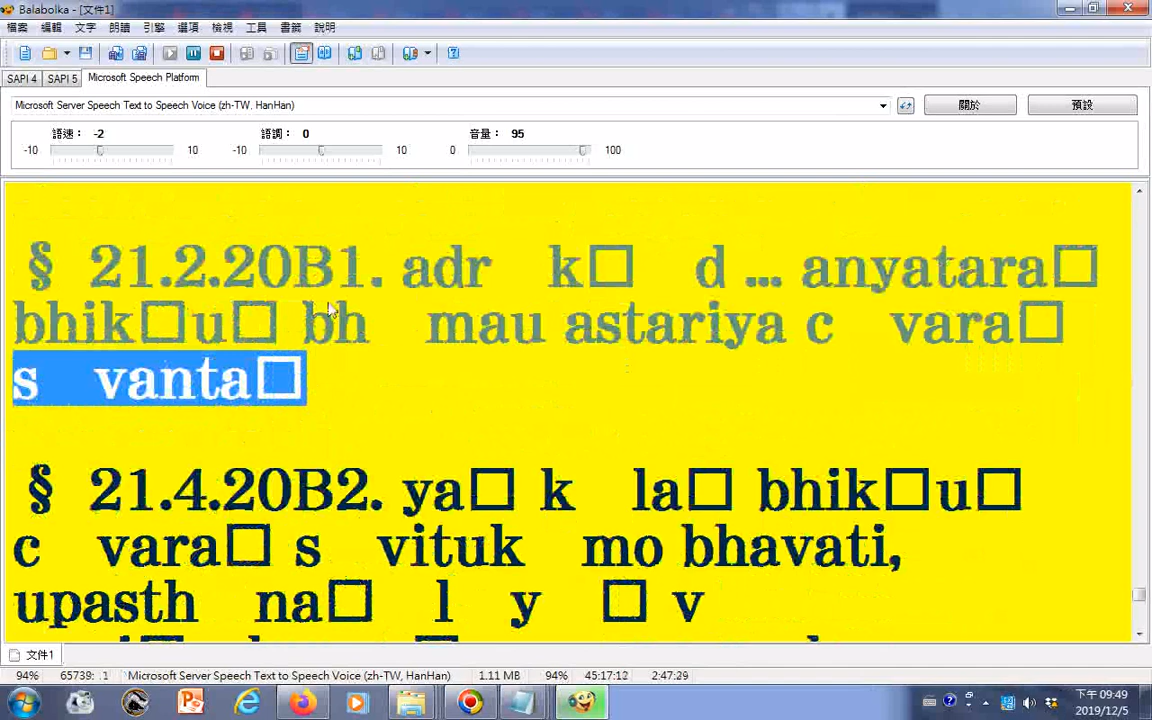 Balabolka - [文件1]
檔案 編輯 文字 朗讀 引擎 選項 檢視 工具 書籤 說明
SAPI 4 SAPI 5 Microsoft Speech Platform
Microsoft Server Speech Text to Speech Voice (zh-TW, HanHan) 關於 預設
語速： -2 語調： 0 音量： 95
-10 10 -10 10 0 100
§ 21.2.20B1. adr k□ d ... anyatara□
bhik□u□ bh mau astariya c vara□
s vanta□
§ 21.4.20B2. ya□ k la□ bhik□u□
c vara□ s vituk mo bhavati,
upasth na□ l y □ v
文件1
94% 65739: .1 Microsoft Server Speech Text to Speech Voice (zh-TW, HanHan) 1.11 MB 94% 45:17:12 2:47:29
下午 09:49
2019/12/5